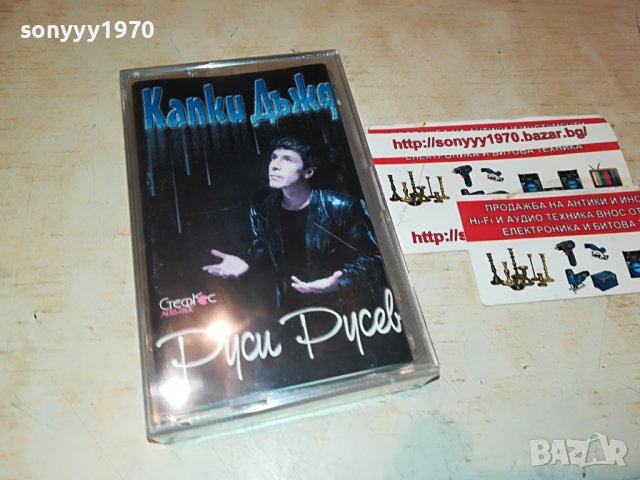 sonyyy1970
Капки Дъжд
СтефКос
Руси Русев
http://sonyyy1970.bazar.bg/
ЕЛЕКТРОНИКА И БИТОВА ТЕХНИКА
http://s
ПРОДАЖБА НА АНТИКИ И ИНС
Hi-Fi И АУДИО ТЕХНИКА ВНОС ОТ
ЕЛЕКТРОНИКА И БИТОВА
BAZAR